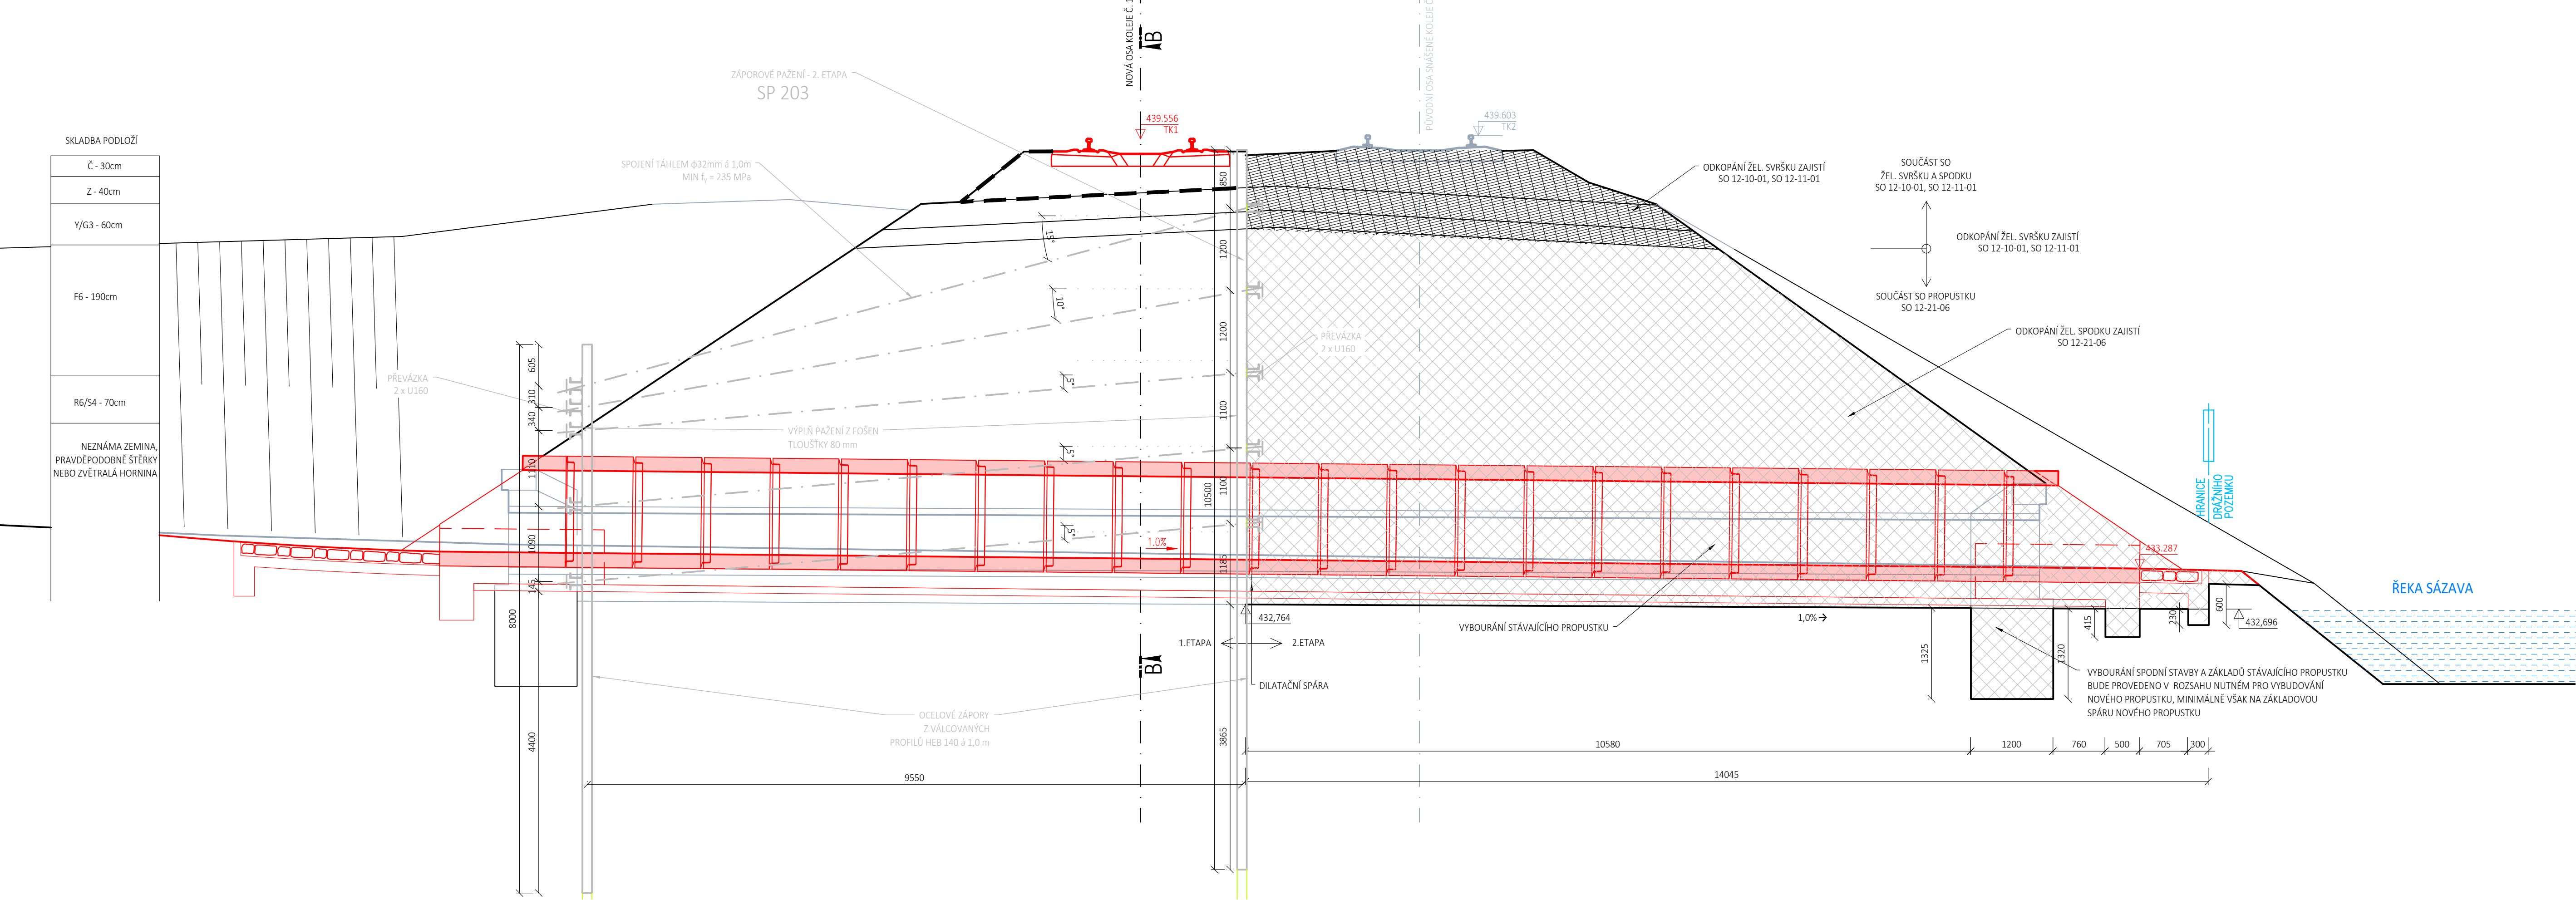 NOVÁ OSA KOLEJE Č. 1
PŮVODNÍ OSA SNÁŠENÉ KOLEJE Č
B
ZÁPOROVÉ PAŽENÍ - 2. ETAPA
SP 203
439.556
TK1
439.603
TK2
SKLADBA PODLOŽÍ
Č - 30cm
Z - 40cm
Y/G3 - 60cm
F6 - 190cm
R6/S4 - 70cm
NEZNÁMA ZEMINA,
PRAVDĚPODOBNĚ ŠTĚRKY
NEBO ZVĚTRALÁ HORNINA
SPOJENÍ TÁHLEM ϕ32mm á 1,0m
MIN fy = 235 MPa
ODKOPÁNÍ ŽEL. SVRŠKU ZAJISTÍ
SO 12-10-01, SO 12-11-01
SOUČÁST SO
ŽEL. SVRŠKU A SPODKU
SO 12-10-01, SO 12-11-01
ODKOPÁNÍ ŽEL. SVRŠKU ZAJISTÍ
SO 12-10-01, SO 12-11-01
SOUČÁST SO PROPUSTKU
SO 12-21-06
ODKOPÁNÍ ŽEL. SPODKU ZAJISTÍ
SO 12-21-06
15°
10°
5°
5°
5°
850
1200
1200
1100
1100
1185
3865
10500
PŘEVÁZKA
2 x U160
PŘEVÁZKA
2 x U160
605
310
340
1110
1090
145
4400
8000
VÝPLŇ PAŽENÍ Z FOŠEN
TLOUŠŤKY 80 mm
1.0%
HRANICE
DRÁŽNÍHO
POZEMKU
433.287
ŘEKA SÁZAVA
432,764
VYBOURÁNÍ STÁVAJÍCÍHO PROPUSTKU
1,0%
1325
1320
415
230
600
432,696
1.ETAPA
2.ETAPA
B
DILATAČNÍ SPÁRA
VYBOURÁNÍ SPODNÍ STAVBY A ZÁKLADŮ STÁVAJÍCÍHO PROPUSTKU
BUDE PROVEDENO V ROZSAHU NUTNÉM PRO VYBUDOVÁNÍ
NOVÉHO PROPUSTKU, MINIMÁLNĚ VŠAK NA ZÁKLADOVOU
SPÁRU NOVÉHO PROPUSTKU
OCELOVÉ ZÁPORY
Z VÁLCOVANÝCH
PROFILŮ HEB 140 á 1,0 m
10580
1200
760
500
705
300
9550
14045